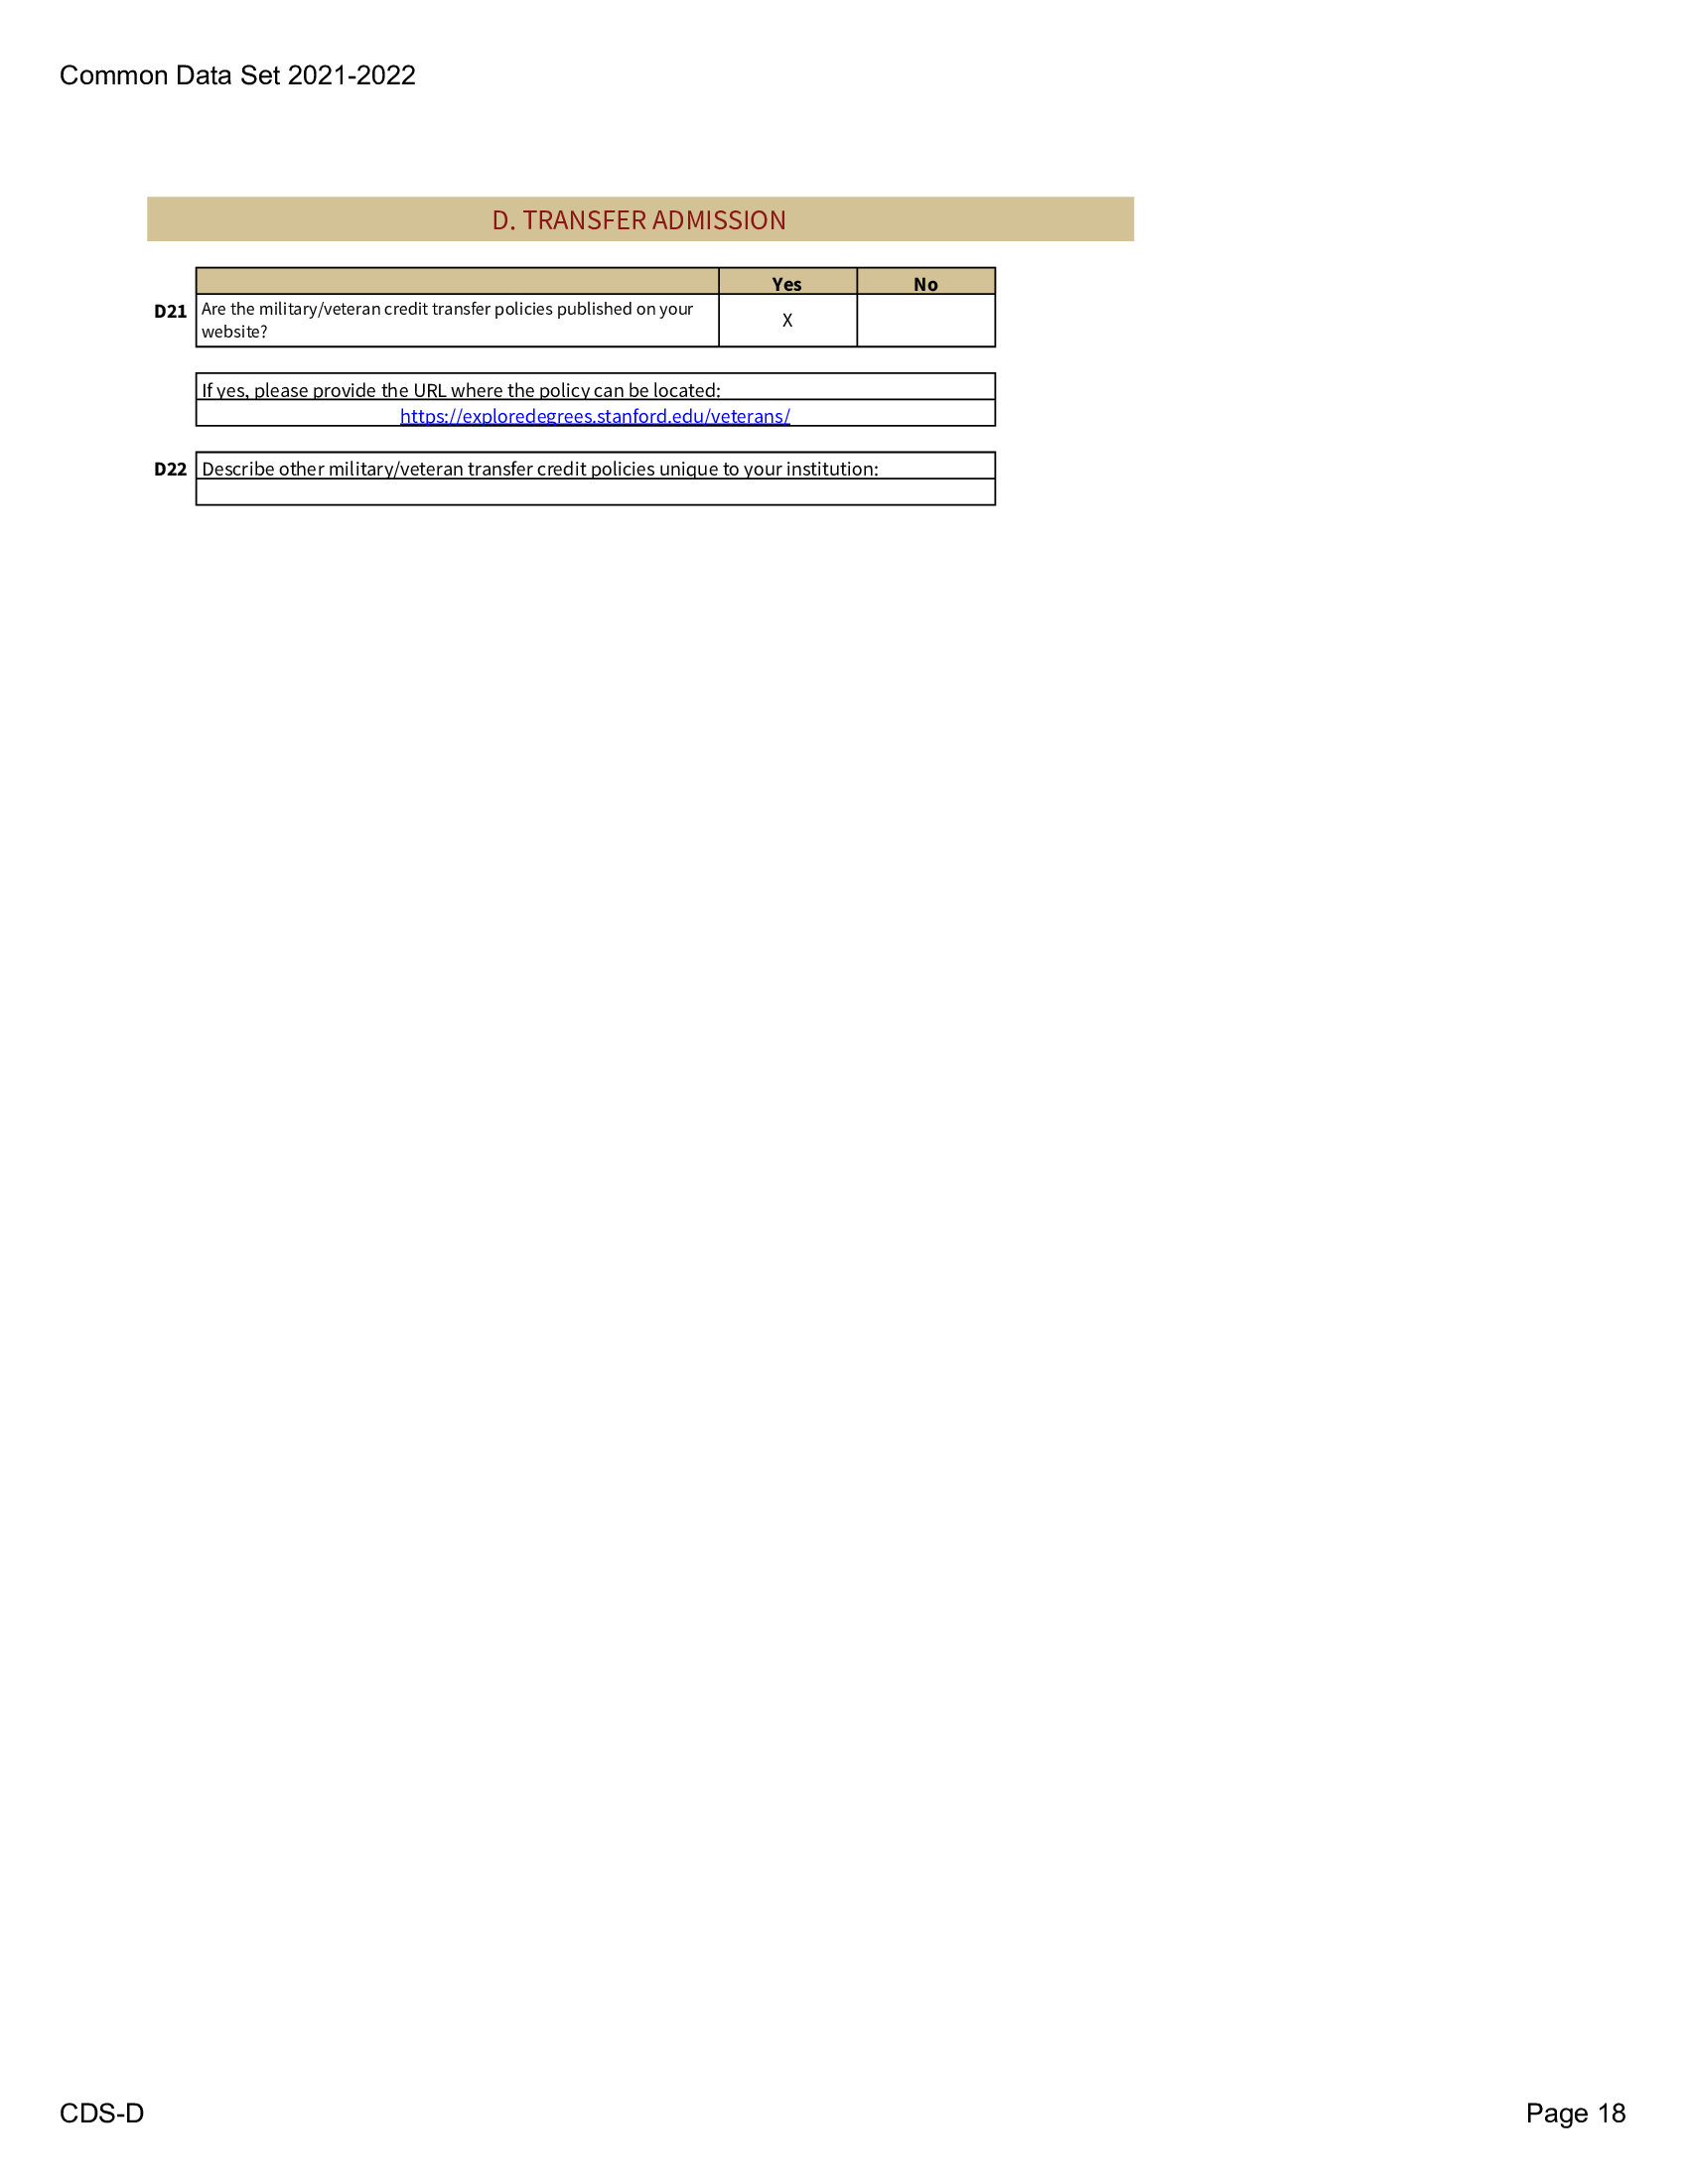 Common Data Set 2021-2022
D. TRANSFER ADMISSION
Yes No
D21 Are the military/veteran credit transfer policies published on your
website?
X
If yes, please provide the URL where the policy can be located:
https://exploredegrees.stanford.edu/veterans/
D22 Describe other military/veteran transfer credit policies unique to your institution:
CDS-D Page 18